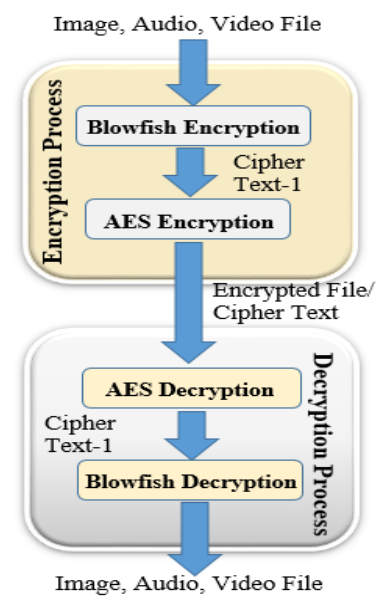 Image, Audio, Video File
Encryption Process
Blowfish Encryption
Cipher
Text-1
AES Encryption
Encrypted File/
Cipher Text
Decryption Process
AES Decryption
Cipher
Text-1
Blowfish Decryption
Image, Audio, Video File